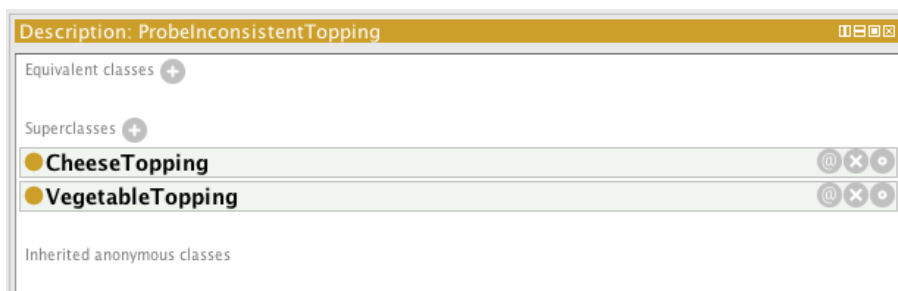 Description: ProbeInconsistentTopping
Equivalent classes
Superclasses
CheeseTopping
VegetableTopping
Inherited anonymous classes